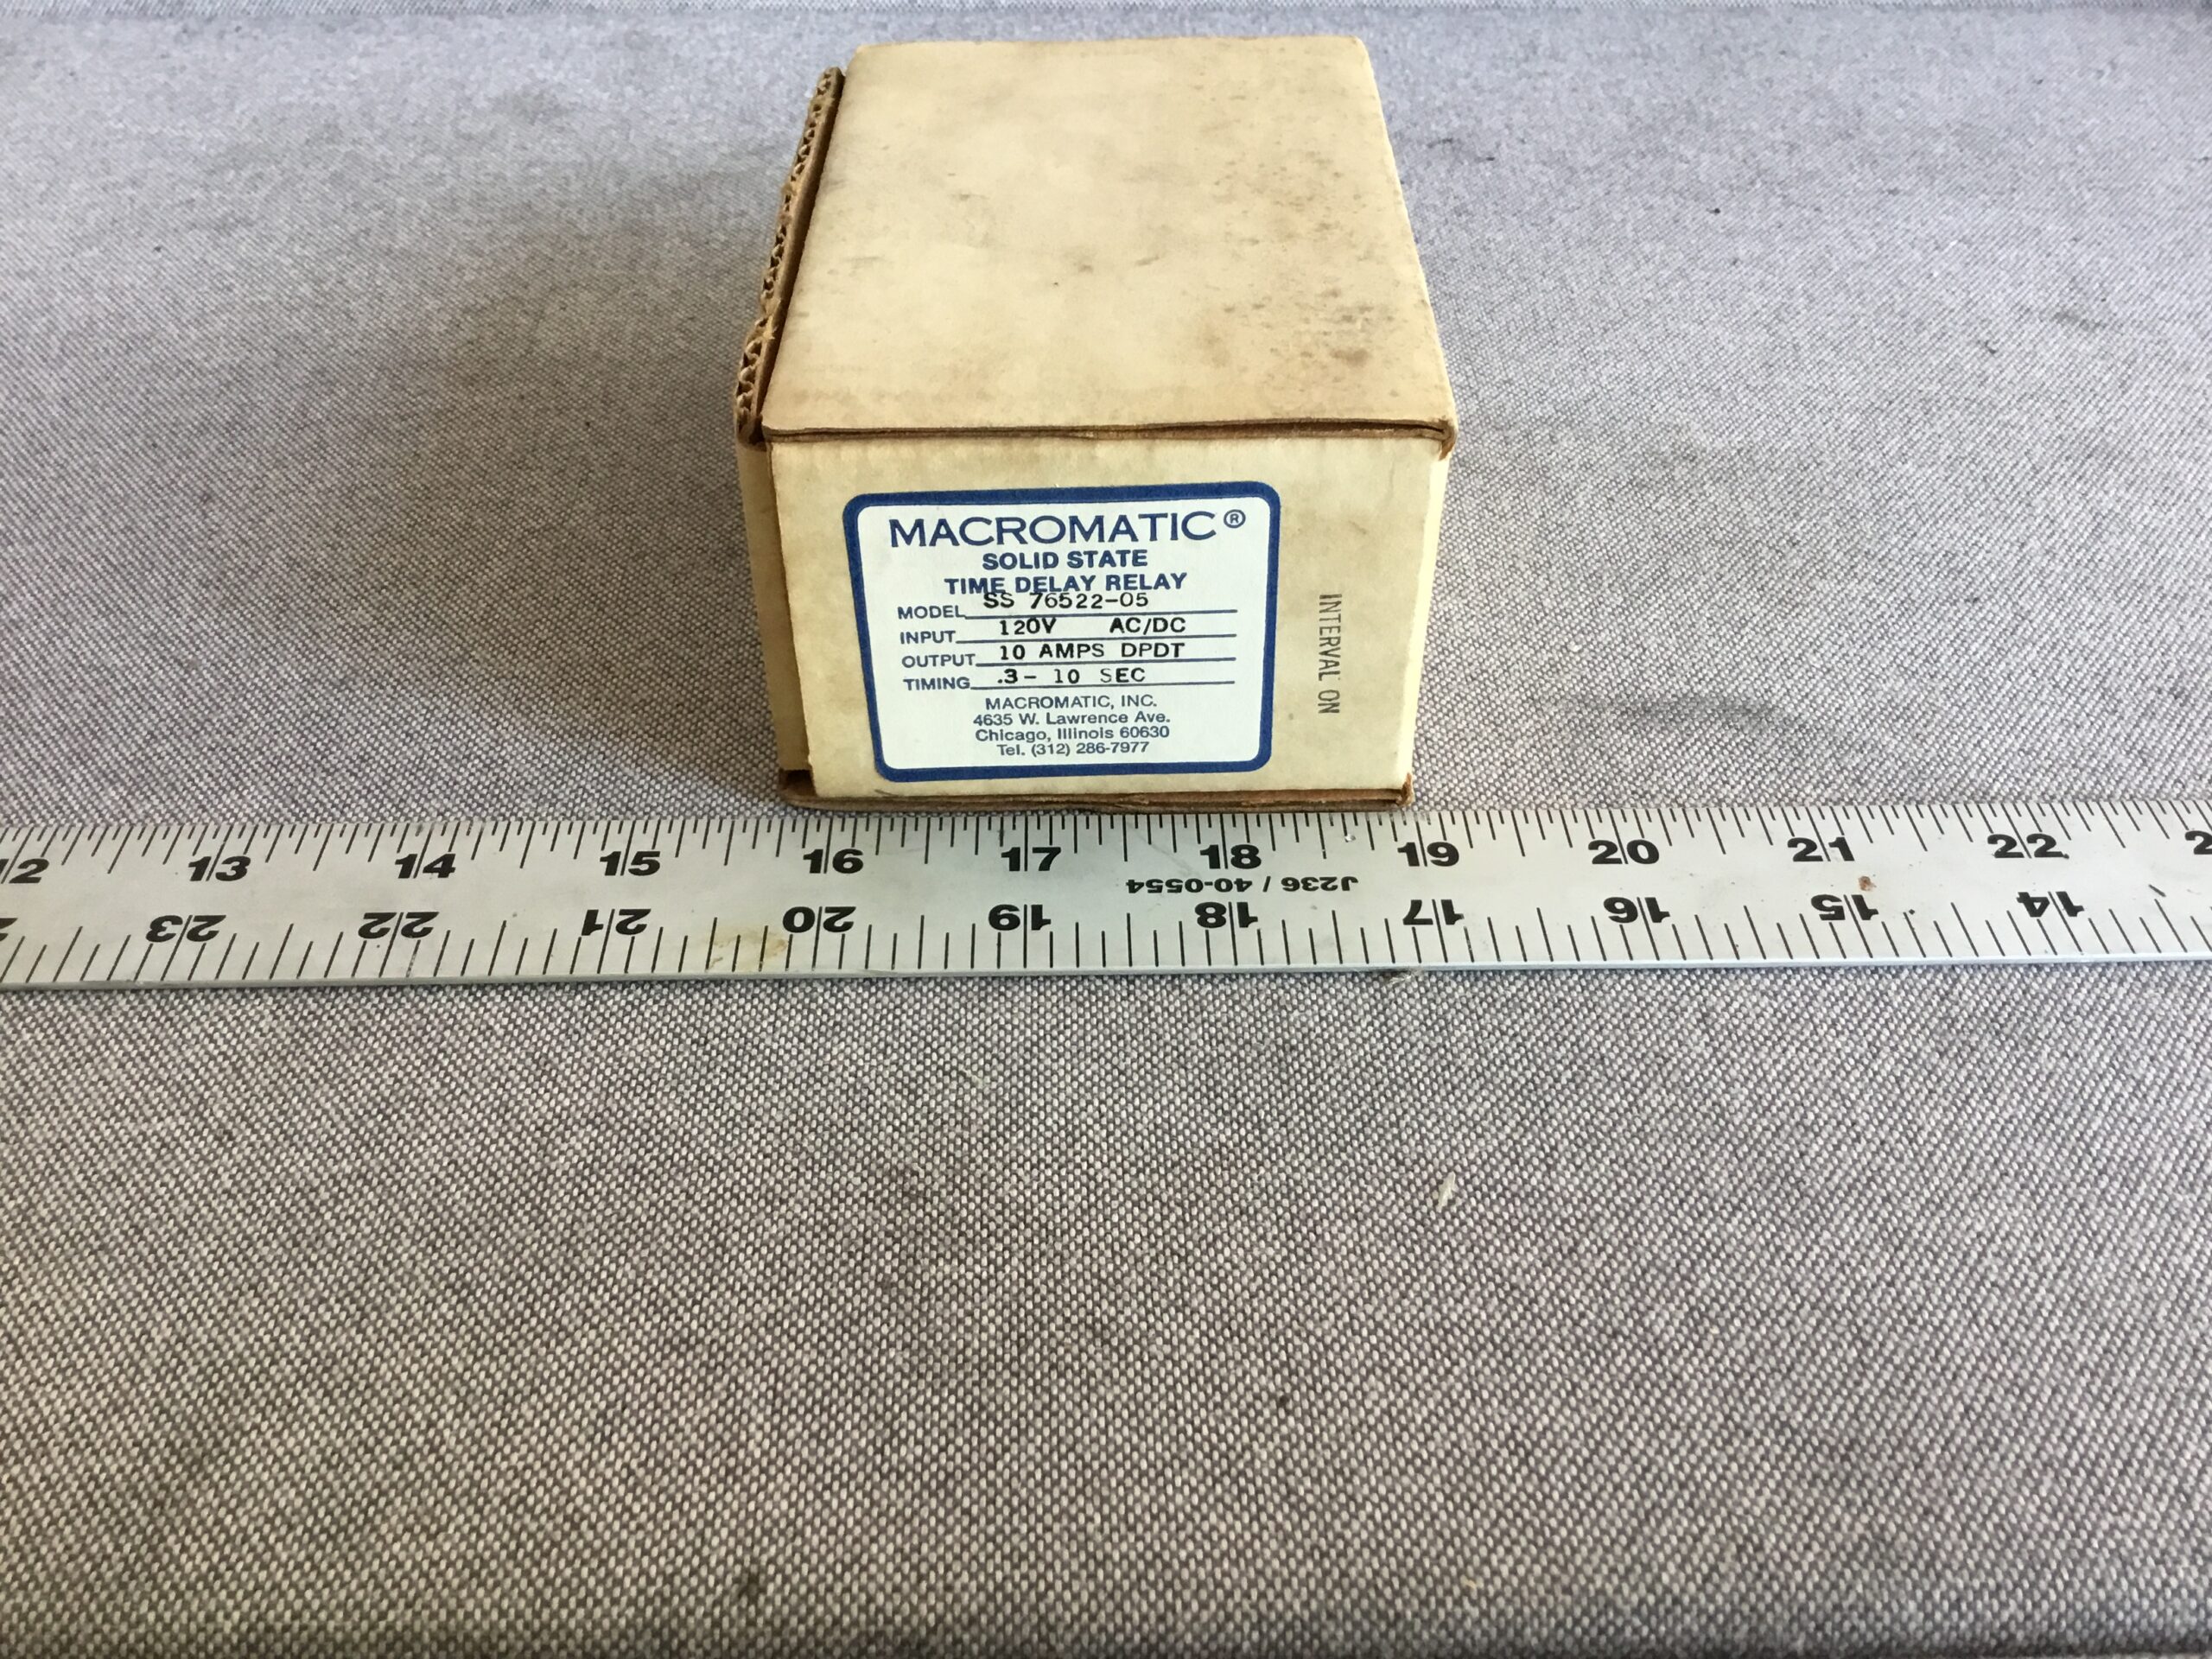 MACROMATIC®
SOLID STATE
TIME DELAY RELAY
MODEL SS 76522-05
INPUT 120V AC/DC
OUTPUT 10 AMPS DPDT
TIMING .3- 10 SEC
MACROMATIC, INC.
4635 W. Lawrence Ave.
Chicago, Illinois 60630
Tel. (312) 286-7977
INTERVAL ON
12 13 14 15 16 17 18 19 20 21 22
J236 / 40-0554
23 22 21 20 19 18 17 16 15 14